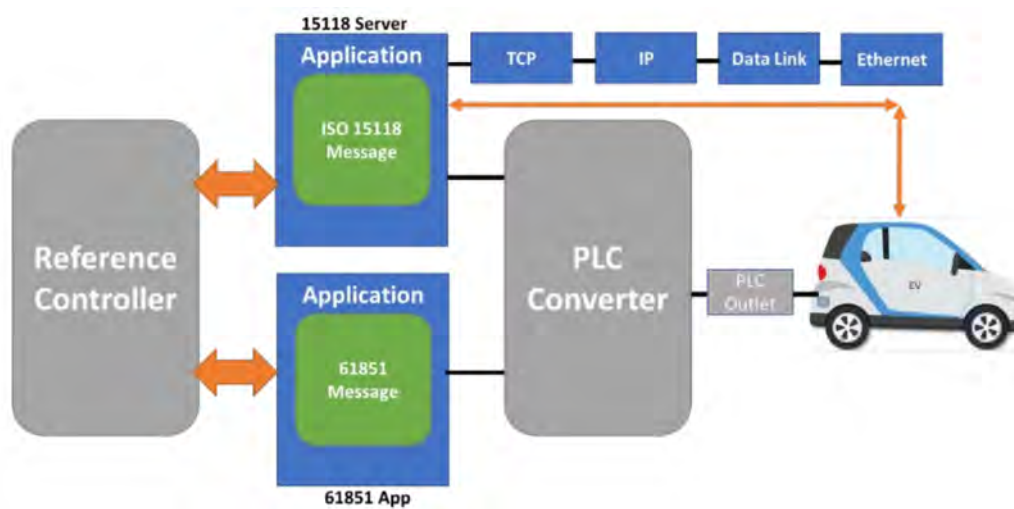 15118 Server
Application
ISO 15118
Message
TCP
IP
Data Link
Ethernet
Reference
Controller
PLC
Converter
PLC
Outlet
EV
Application
61851
Message
61851 App